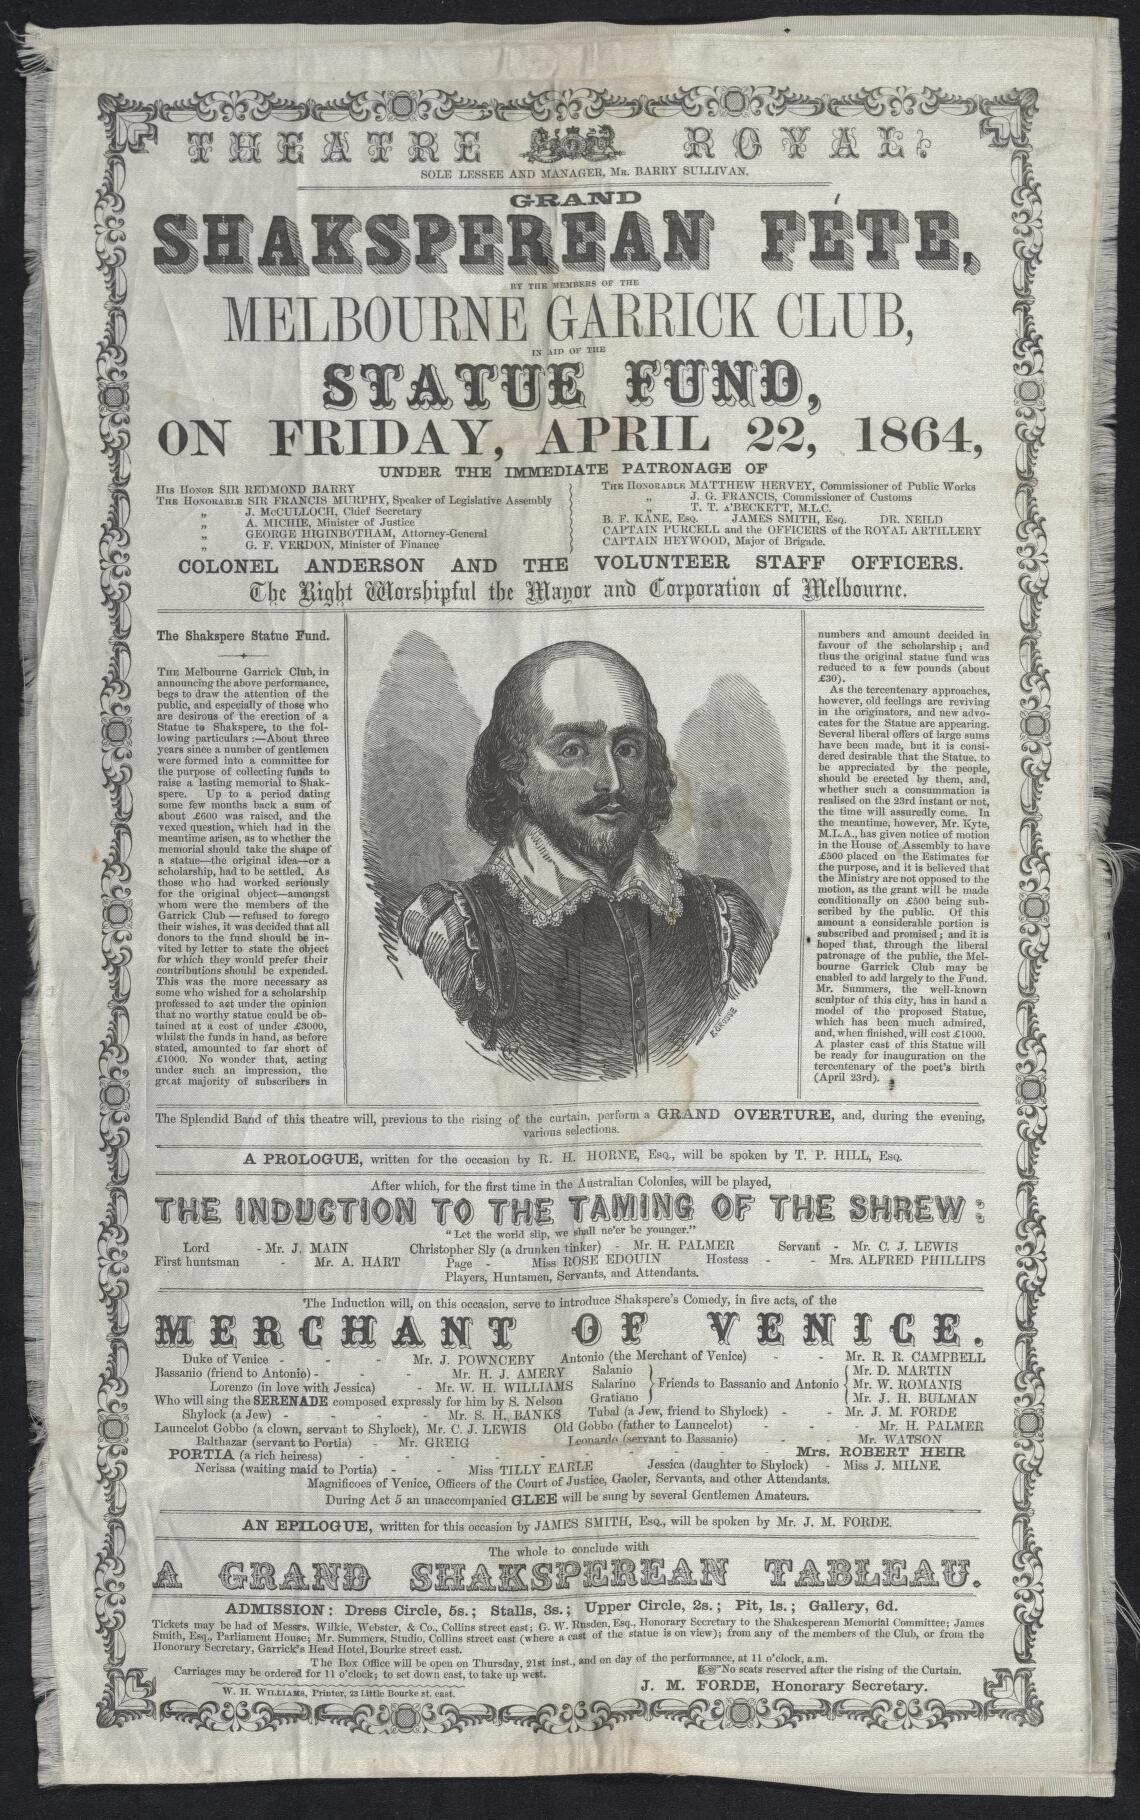 THEATRE ROYAL.
SOLE LESSEE AND MANAGER, MR. BARRY SULLIVAN.
GRAND
SHAKSPEREAN FÉTE,
BY THE MEMBERS OF THE
MELBOURNE GARRICK CLUB,
IN AID OF THE
STATUE FUND,
ON FRIDAY, APRIL 22, 1864,
UNDER THE IMMEDIATE PATRONAGE OF
HIS HONOR SIR REDMOND BARRY
THE HONORABLE SIR FRANCIS MURPHY, Speaker of Legislative Assembly
„ J. McCULLOCH, Chief Secretary
„ A. MICHIE, Minister of Justice
„ GEORGE HIGINBOTHAM, Attorney-General
„ G. F. VERDON, Minister of Finance
THE HONORABLE MATTHEW HERVEY, Commissioner of Public Works
„ J. G. FRANCIS, Commissioner of Customs
„ T. T. A'BECKETT, M.L.C.
B. F. KANE, Esq. JAMES SMITH, Esq. DR. NEILD
CAPTAIN PURCELL and the OFFICERS of the ROYAL ARTILLERY
CAPTAIN HEYWOOD, Major of Brigade.
COLONEL ANDERSON AND THE VOLUNTEER STAFF OFFICERS.
The Right Worshipful the Mayor and Corporation of Melbourne.
The Shakspere Statue Fund.
THE Melbourne Garrick Club, in
announcing the above performance,
begs to draw the attention of the
public, and especially of those who
are desirous of the erection of a
Statue to Shakspere, to the fol-
lowing particulars :—About three
years since a number of gentlemen
were formed into a committee for
the purpose of collecting funds to
raise a lasting memorial to Shak-
spere. Up to a period dating
some few months back a sum of
about £600 was raised, and the
vexed question, which had in the
meantime arisen, as to whether the
memorial should take the shape of
a statue—the original idea—or a
scholarship, had to be settled. As
those who had worked seriously
for the original object—amongst
whom were the members of the
Garrick Club—refused to forego
their wishes, it was decided that all
donors to the fund should be in-
vited by letter to state the object
for which they would prefer their
contributions should be expended.
This was the more necessary as
some who wished for a scholarship
professed to act under the opinion
that no worthy statue could be ob-
tained at a cost of under £3000,
whilst the funds in hand, as before
stated, amounted to far short of
£1000. No wonder that, acting
under such an impression, the
great majority of subscribers in
F. GROSSE
numbers and amount decided in
favour of the scholarship; and
thus the original statue fund was
reduced to a few pounds (about
£30).
As the tercentenary approaches,
however, old feelings are reviving
in the originators, and new advo-
cates for the Statue are appearing.
Several liberal offers of large sums
have been made, but it is consi-
dered desirable that the Statue, to
be appreciated by the people,
should be erected by them, and,
whether such a consummation is
realised on the 23rd instant or not,
the time will assuredly come. In
the meantime, however, Mr. Kyte,
M.L.A., has given notice of motion
in the House of Assembly to have
£500 placed on the Estimates for
the purpose, and it is believed that
the Ministry are not opposed to the
motion, as the grant will be made
conditionally on £500 being sub-
scribed by the public. Of this
amount a considerable portion is
subscribed and promised; and it is
hoped that, through the liberal
patronage of the public, the Mel-
bourne Garrick Club may be
enabled to add largely to the Fund.
Mr. Summers, the well-known
sculptor of this city, has in hand a
model of the proposed Statue,
which has been much admired,
and, when finished, will cost £1000.
A plaster cast of this Statue will
be ready for inauguration on the
tercentenary of the poet's birth
(April 23rd).
The Splendid Band of this theatre will, previous to the rising of the curtain, perform a GRAND OVERTURE, and, during the evening,
various selections.
A PROLOGUE, written for the occasion by R. H. HORNE, Esq., will be spoken by T. P. HILL, Esq.
After which, for the first time in the Australian Colonies, will be played,
THE INDUCTION TO THE TAMING OF THE SHREW:
"Let the world slip, we shall ne'er be younger."
Lord - Mr. J. MAIN Christopher Sly (a drunken tinker) - Mr. H. PALMER Servant - Mr. C. J. LEWIS
First huntsman - Mr. A. HART Page - Miss ROSE EDOUIN Hostess - Mrs. ALFRED PHILLIPS
Players, Huntsmen, Servants, and Attendants.
The Induction will, on this occasion, serve to introduce Shakspere's Comedy, in five acts, of the
MERCHANT OF VENICE.
Duke of Venice - - - Mr. J. POWNCEBY Antonio (the Merchant of Venice) - - Mr. R. R. CAMPBELL
Bassanio (friend to Antonio) - - - Mr. H. J. AMERY Salanio } { Mr. D. MARTIN
Lorenzo (in love with Jessica) - Mr. W. H. WILLIAMS Salarino } Friends to Bassanio and Antonio { Mr. W. ROMANIS
Who will sing the SERENADE composed expressly for him by S. Nelson Gratiano } { Mr. J. H. BULMAN
Shylock (a Jew) - - - - Mr. S. H. BANKS Tubal (a Jew, friend to Shylock) - - Mr. J. M. FORDE
Launcelot Gobbo (a clown, servant to Shylock), Mr. C. J. LEWIS Old Gobbo (father to Launcelot) - - Mr. H. PALMER
Balthazar (servant to Portia) - Mr. GREIG Leonardo (servant to Bassanio) - - Mr. WATSON
PORTIA (a rich heiress) - - - - - - - - Mrs. ROBERT HEIR
Nerissa (waiting maid to Portia) - - Miss TILLY EARLE Jessica (daughter to Shylock) - Miss J. MILNE.
Magnificoes of Venice, Officers of the Court of Justice, Gaoler, Servants, and other Attendants.
During Act 5 an unaccompanied GLEE will be sung by several Gentlemen Amateurs.
AN EPILOGUE, written for this occasion by JAMES SMITH, Esq., will be spoken by Mr. J. M. FORDE.
The whole to conclude with
A GRAND SHAKSPEREAN TABLEAU.
ADMISSION: Dress Circle, 5s.; Stalls, 3s.; Upper Circle, 2s.; Pit, 1s.; Gallery, 6d.
Tickets may be had of Messrs. Wilkie, Webster, & Co., Collins street east; G. W. Rusden, Esq., Honorary Secretary to the Shakesperean Memorial Committee; James
Smith, Esq., Parliament House; Mr. Summers, Studio, Collins street east (where a cast of the statue is on view); from any of the members of the Club, or from the
Honorary Secretary, Garrick's Head Hotel, Bourke street east.
The Box Office will be open on Thursday, 21st inst., and on day of the performance, at 11 o'clock, a.m.
Carriages may be ordered for 11 o'clock; to set down east, to take up west. No seats reserved after the rising of the Curtain.
W. H. WILLIAMS, Printer, 23 Little Bourke st. east. J. M. FORDE, Honorary Secretary.